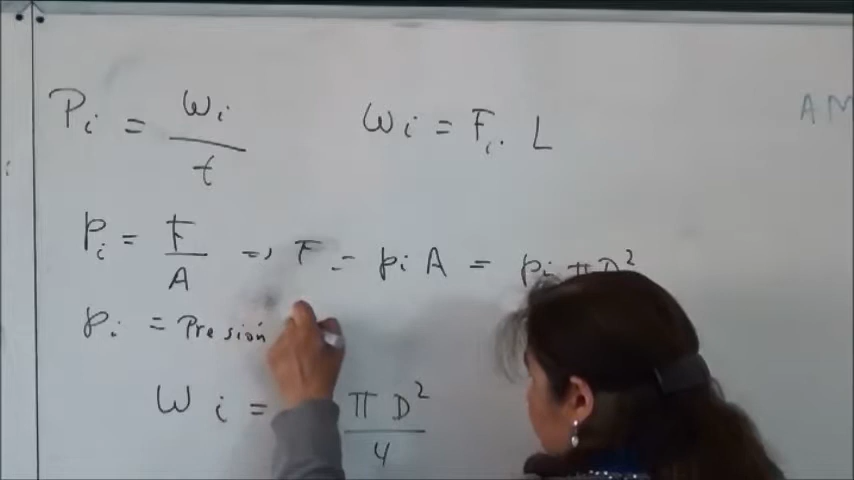 Pi = Wi / t
Wi = Fi. L
AM
pi = F / A => F = pi A = pi π D²
pi = Presión
Wi = π D² / 4